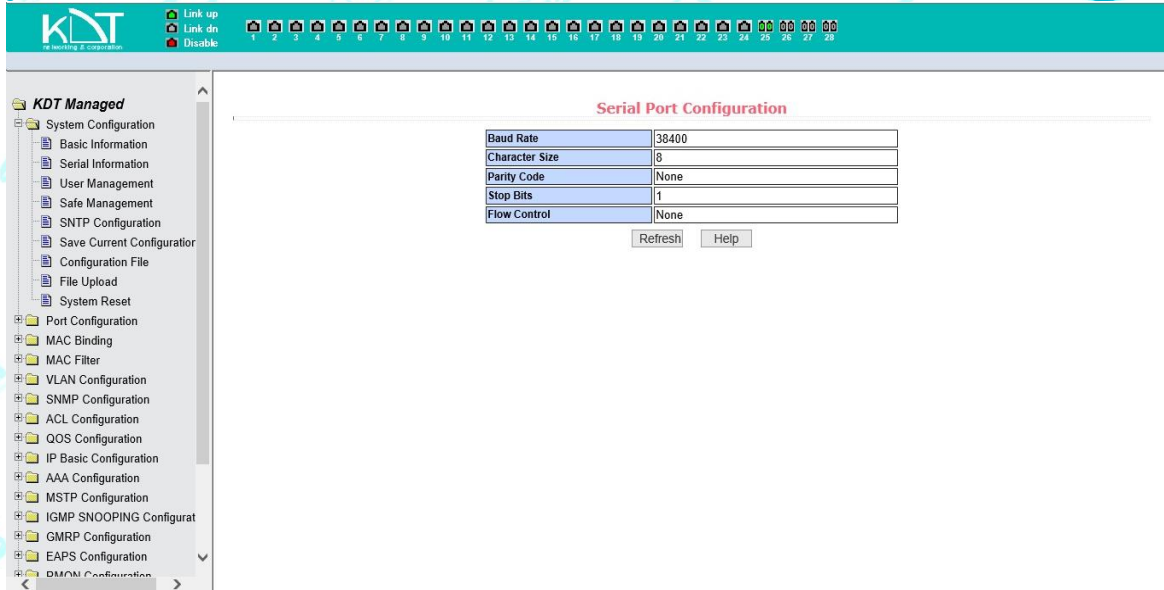 KDT
Link up
Link dn
Disable
1 2 3 4 5 6 7 8 9 10 11 12 13 14 15 16 17 18 19 20 21 22 23 24 25 26 27 28
KDT Managed
System Configuration
Basic Information
Serial Information
User Management
Safe Management
SNTP Configuration
Save Current Configuration
Configuration File
File Upload
System Reset
Port Configuration
MAC Binding
MAC Filter
VLAN Configuration
SNMP Configuration
ACL Configuration
QOS Configuration
IP Basic Configuration
AAA Configuration
MSTP Configuration
IGMP SNOOPING Configurat
GMRP Configuration
EAPS Configuration
RMON Configuration
Serial Port Configuration
Baud Rate 38400
Character Size 8
Parity Code None
Stop Bits 1
Flow Control None
Refresh Help